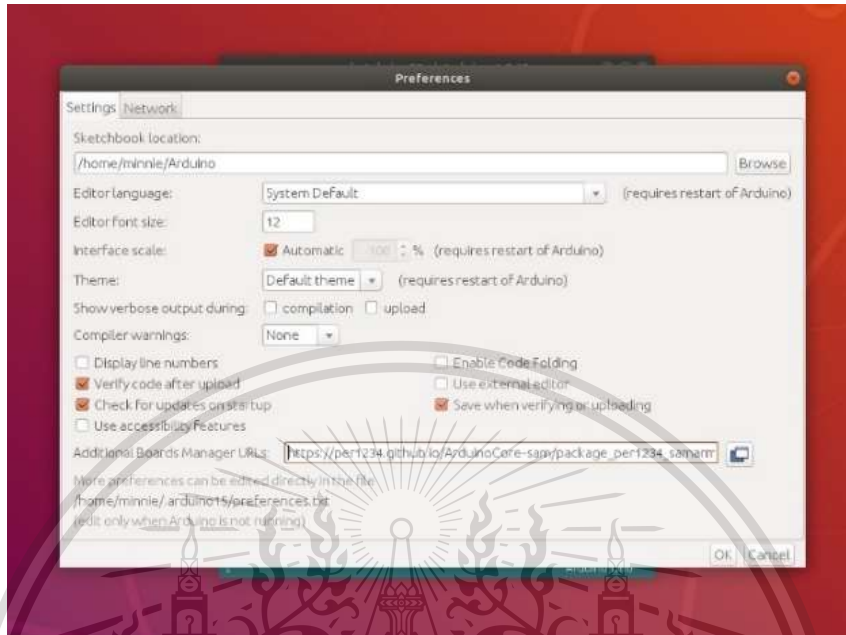 Preferences
Settings Network
Sketchbook location:
/home/minnie/Arduino Browse
Editor language: System Default (requires restart of Arduino)
Editor font size: 12
Interface scale: Automatic 100 % (requires restart of Arduino)
Theme: Default theme (requires restart of Arduino)
Show verbose output during: compilation upload
Compiler warnings: None
Display line numbers Enable Code Folding
Verify code after upload Use external editor
Check for updates on startup Save when verifying or uploading
Use accessibility features
Additional Boards Manager URLs: https://per1234.github.io/ArduinoCore-sam/package_per1234_samarm
More preferences can be edited directly in the file
/home/minnie/.arduino15/preferences.txt
(edit only when Arduino is not running)
OK Cancel